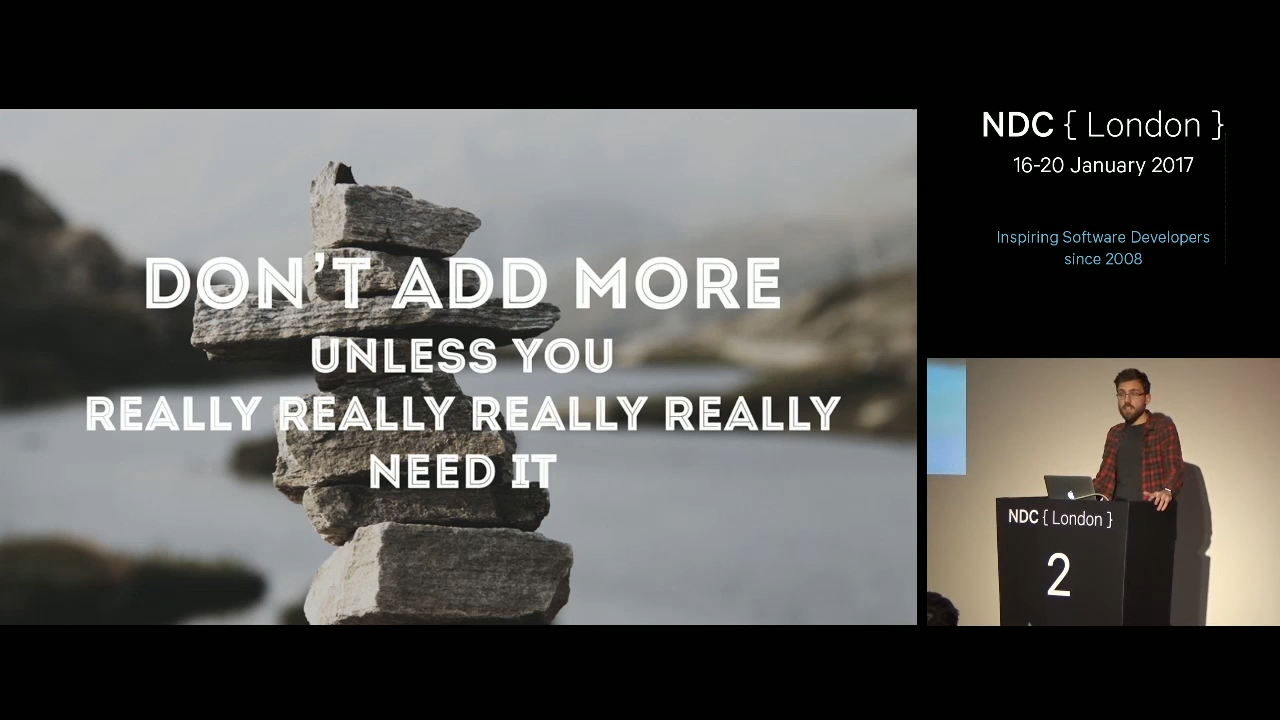 DON'T ADD MORE
UNLESS YOU
REALLY REALLY REALLY REALLY
NEED IT
NDC { London }
16-20 January 2017
Inspiring Software Developers
since 2008
NDC { London }
2